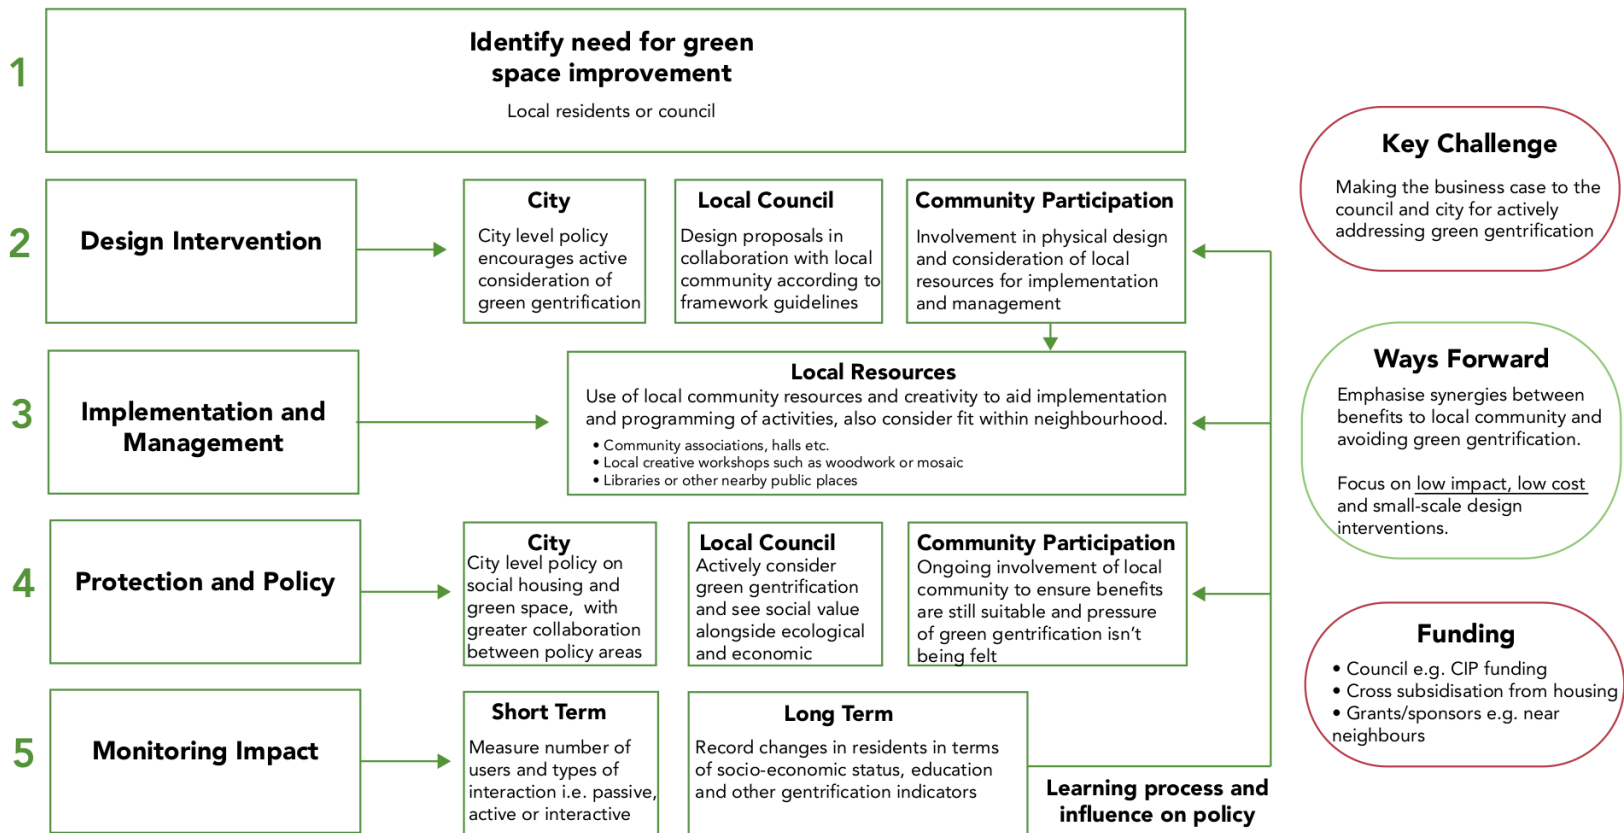 1
Identify need for green
space improvement
Local residents or council
2
Design Intervention
City
City level policy
encourages active
consideration of
green gentrification
Local Council
Design proposals in
collaboration with local
community according to
framework guidelines
Community Participation
Involvement in physical design
and consideration of local
resources for implementation
and management
3
Implementation and
Management
Local Resources
Use of local community resources and creativity to aid implementation
and programming of activities, also consider fit within neighbourhood.
• Community associations, halls etc.
• Local creative workshops such as woodwork or mosaic
• Libraries or other nearby public places
4
Protection and Policy
City
City level policy on
social housing and
green space, with
greater collaboration
between policy areas
Local Council
Actively consider
green gentrification
and see social value
alongside ecological
and economic
Community Participation
Ongoing involvement of local
community to ensure benefits
are still suitable and pressure
of green gentrification isn't
being felt
5
Monitoring Impact
Short Term
Measure number of
users and types of
interaction i.e. passive,
active or interactive
Long Term
Record changes in residents in terms
of socio-economic status, education
and other gentrification indicators
Learning process and
influence on policy
Key Challenge
Making the business case to the
council and city for actively
addressing green gentrification
Ways Forward
Emphasise synergies between
benefits to local community and
avoiding green gentrification.
Focus on low impact, low cost
and small-scale design
interventions.
Funding
• Council e.g. CIP funding
• Cross subsidisation from housing
• Grants/sponsors e.g. near
neighbours